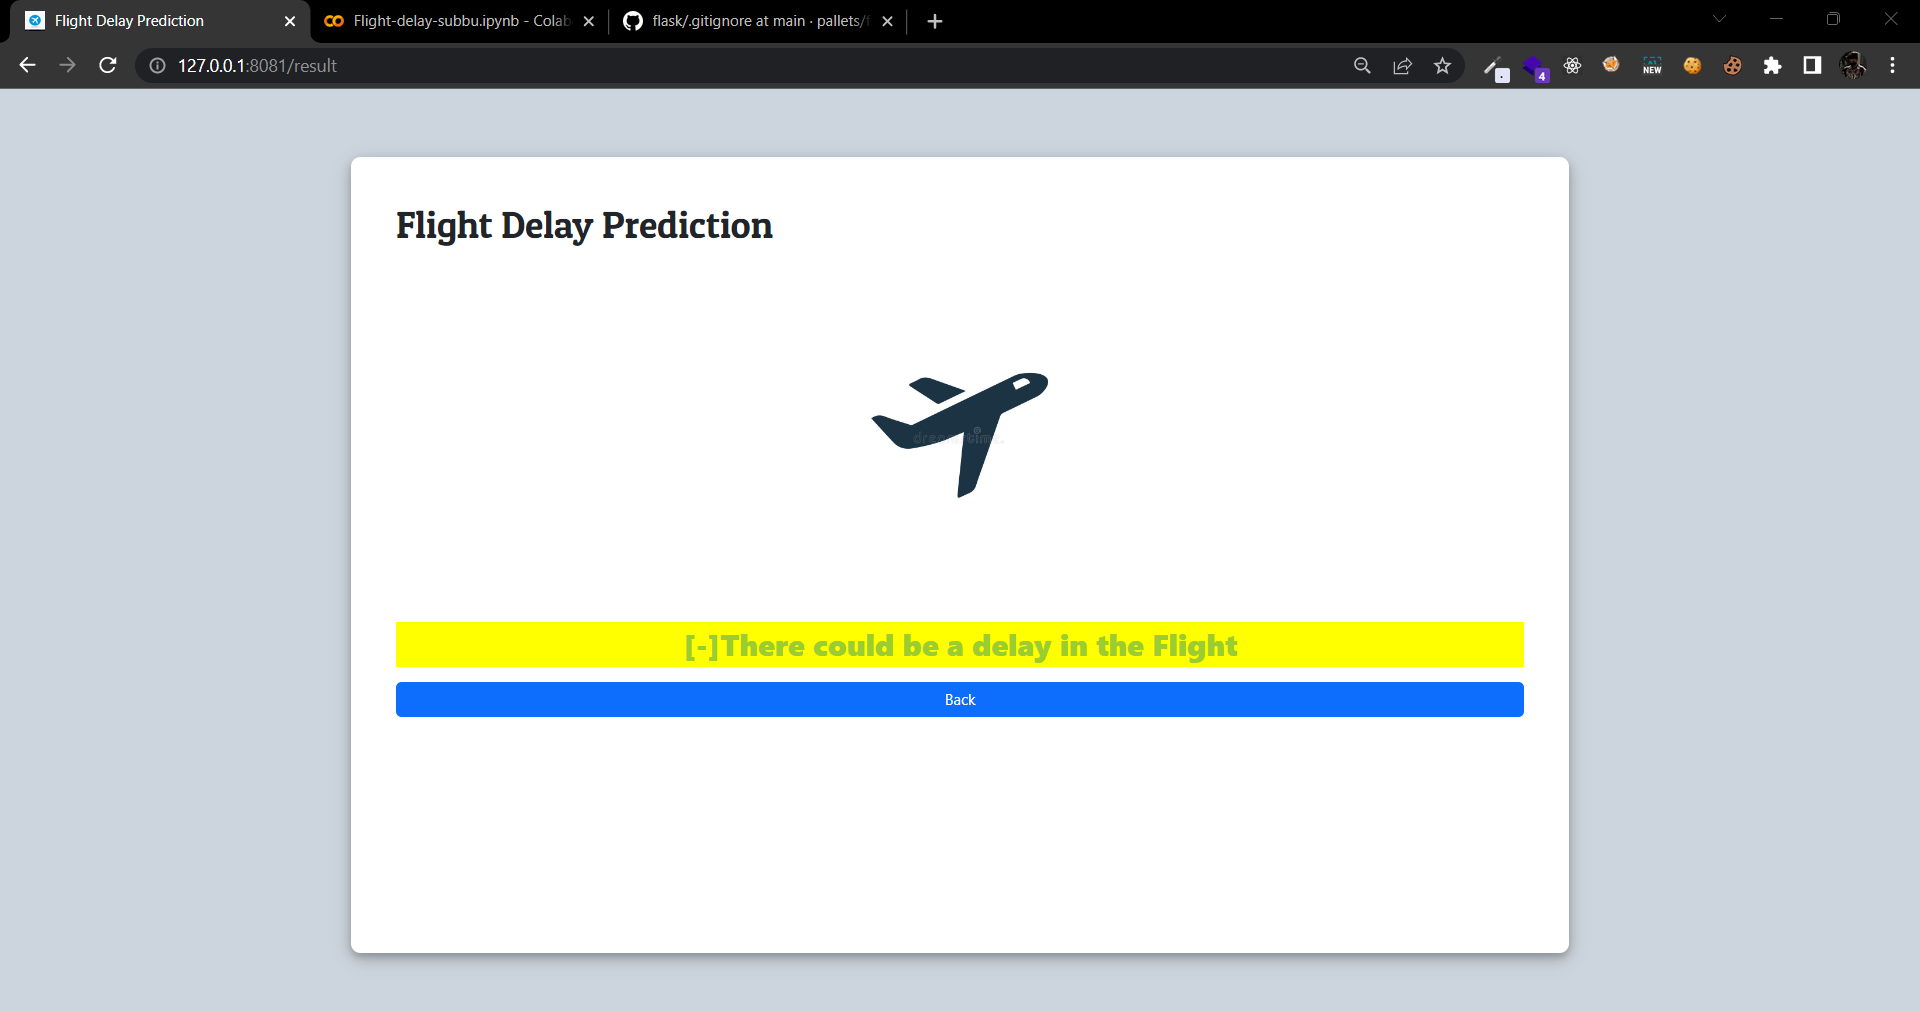 Flight Delay Prediction
Flight-delay-subbu.ipynb - Colab
flask/.gitignore at main · pallets/f
127.0.0.1:8081/result
4
NEW
Flight Delay Prediction
[-]There could be a delay in the Flight
Back